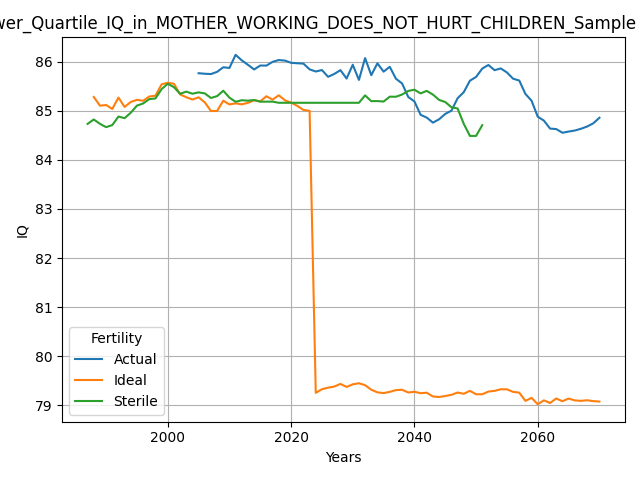 wer_Quartile_IQ_in_MOTHER_WORKING_DOES_NOT_HURT_CHILDREN_Sample
IQ
86
85
84
83
82
81
80
79
Fertility
Actual
Ideal
Sterile
2000
2020
2040
2060
Years